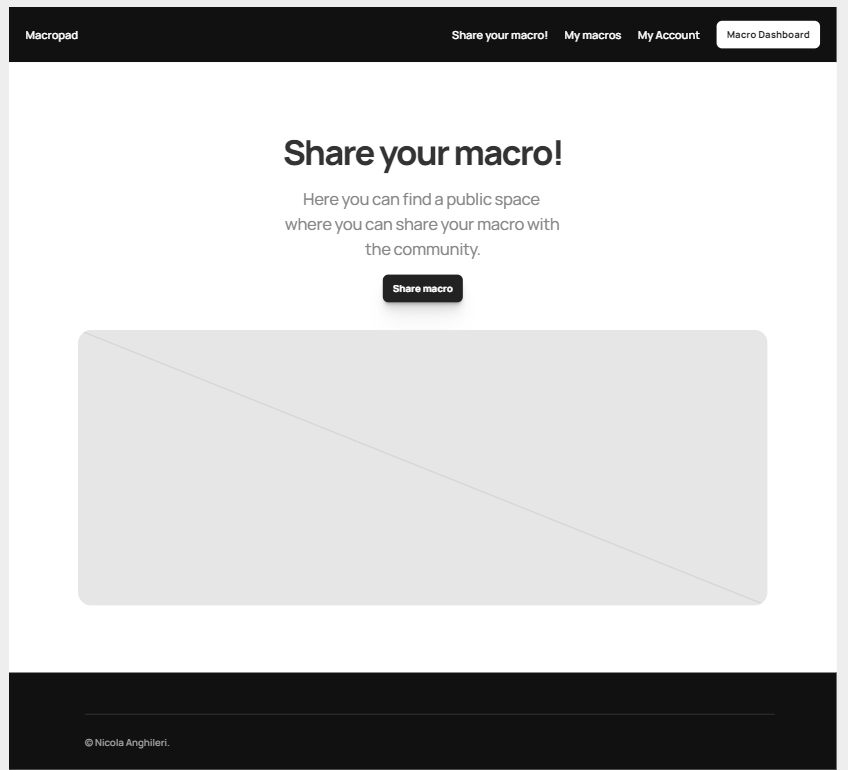 Macropad
Share your macro!
My macros
My Account
Macro Dashboard
Share your macro!
Here you can find a public space
where you can share your macro with
the community.
Share macro
© Nicola Anghileri.